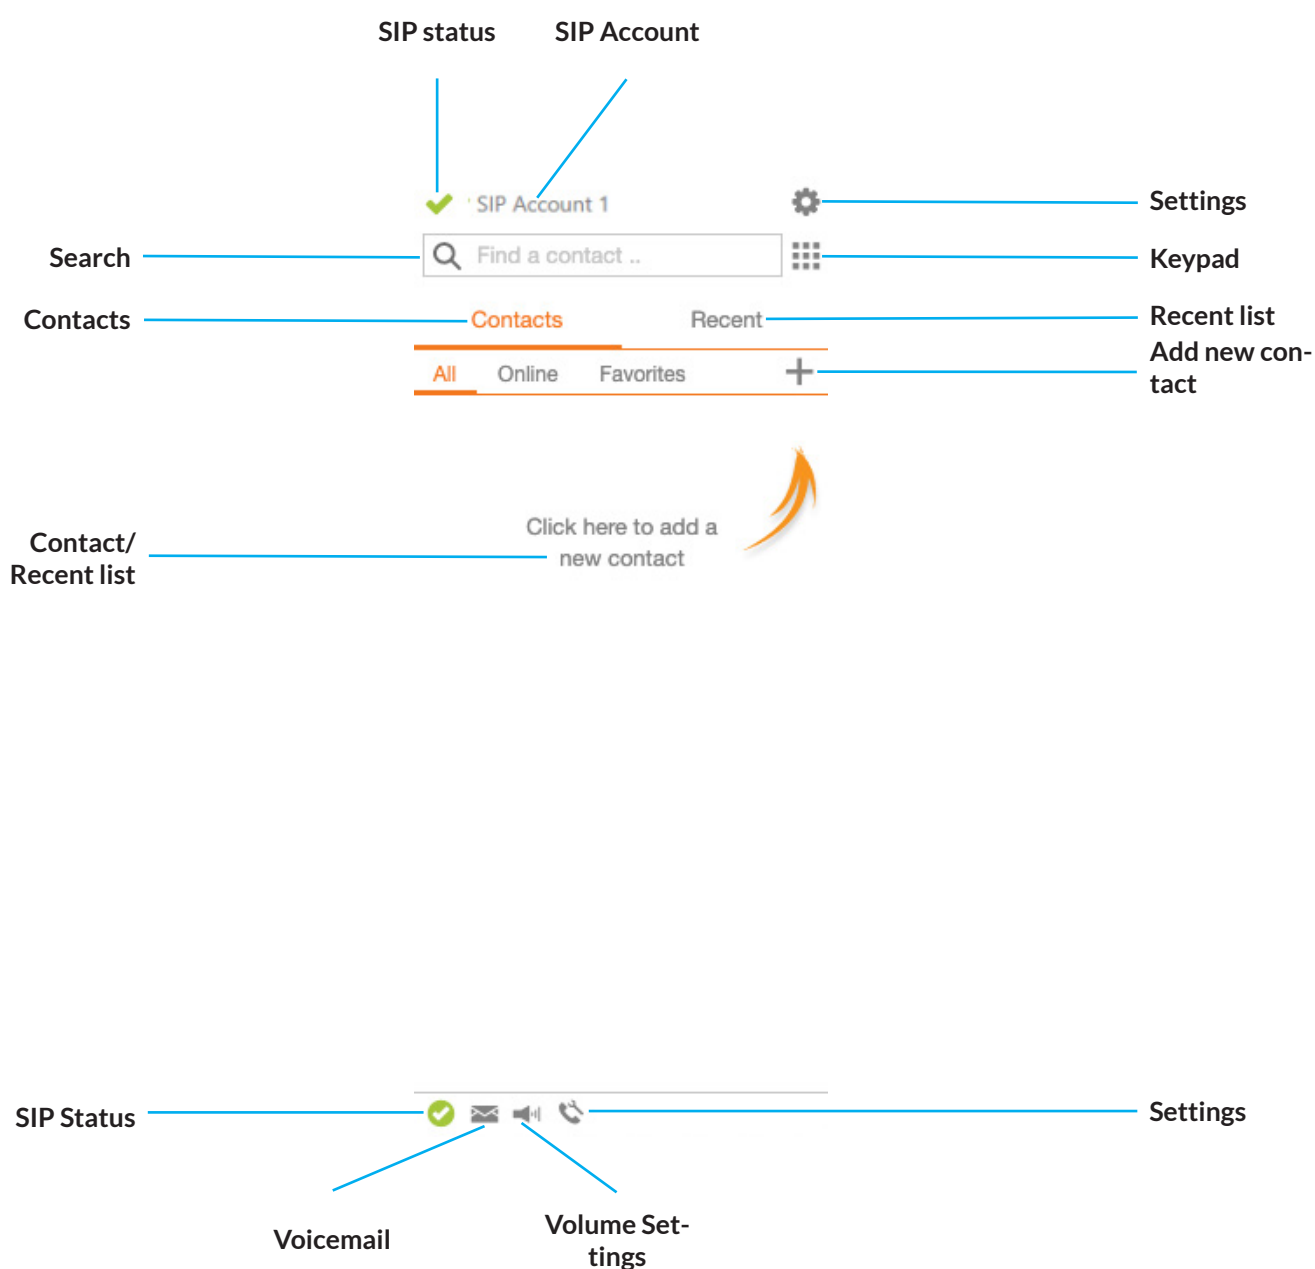 SIP status SIP Account
SIP Account 1
Settings
Search
Find a contact ..
Keypad
Contacts
Contacts Recent
Recent list
All Online Favorites
Add new con-
tact
Click here to add a
new contact
Contact/
Recent list
SIP Status
Settings
Voicemail
Volume Set-
tings